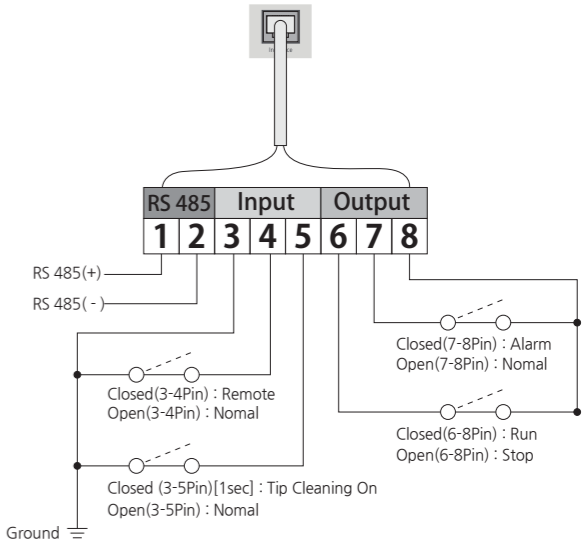 RS 485 Input Output
1 2 3 4 5 6 7 8
RS 485(+)
RS 485( - )
Closed(7-8Pin) : Alarm
Open(7-8Pin) : Nomal
Closed(3-4Pin) : Remote
Open(3-4Pin) : Nomal
Closed(6-8Pin) : Run
Open(6-8Pin) : Stop
Closed (3-5Pin)[1sec] : Tip Cleaning On
Open(3-5Pin) : Nomal
Ground